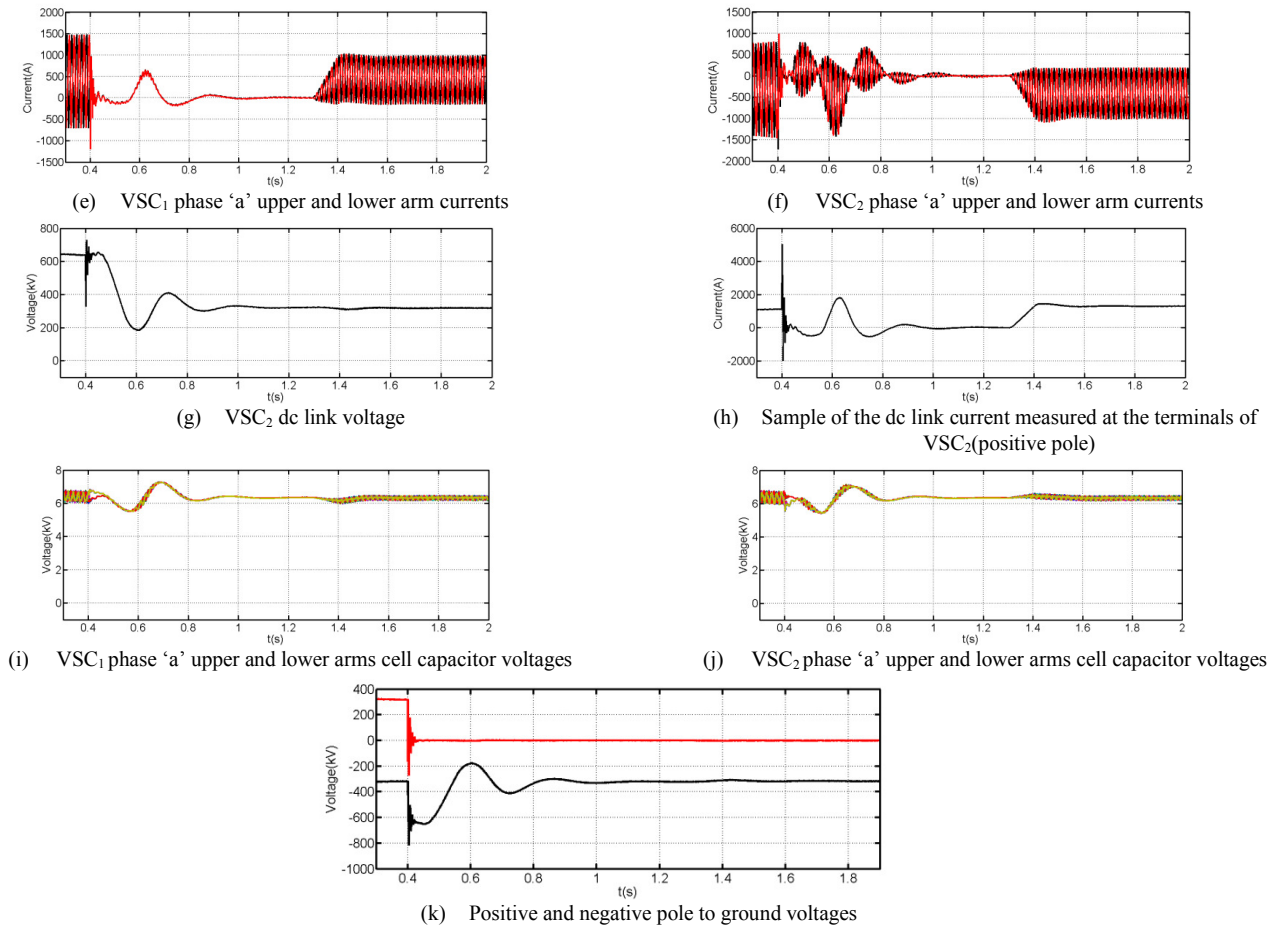 1500
1000
500
0
-500
-1000
-1500
Current(A)
0.4 0.6 0.8 1 1.2 1.4 1.6 1.8 2
t(s)
(e) VSC1 phase ‘a’ upper and lower arm currents
1500
1000
500
0
-500
-1000
-1500
-2000
Current(A)
0.4 0.6 0.8 1 1.2 1.4 1.6 1.8 2
t(s)
(f) VSC2 phase ‘a’ upper and lower arm currents
800
600
400
200
0
Voltage(kV)
0.4 0.6 0.8 1 1.2 1.4 1.6 1.8 2
t(s)
(g) VSC2 dc link voltage
6000
4000
2000
0
-2000
Current(A)
0.4 0.6 0.8 1 1.2 1.4 1.6 1.8 2
t(s)
(h) Sample of the dc link current measured at the terminals of
VSC2(positive pole)
8
6
4
2
0
Voltage(kV)
0.4 0.6 0.8 1 1.2 1.4 1.6 1.8 2
t(s)
(i) VSC1 phase ‘a’ upper and lower arms cell capacitor voltages
8
6
4
2
0
Voltage(kV)
0.4 0.6 0.8 1 1.2 1.4 1.6 1.8 2
t(s)
(j) VSC2 phase ‘a’ upper and lower arms cell capacitor voltages
400
200
0
-200
-400
-600
-800
-1000
Voltage(kV)
0.4 0.6 0.8 1 1.2 1.4 1.6 1.8
t(s)
(k) Positive and negative pole to ground voltages